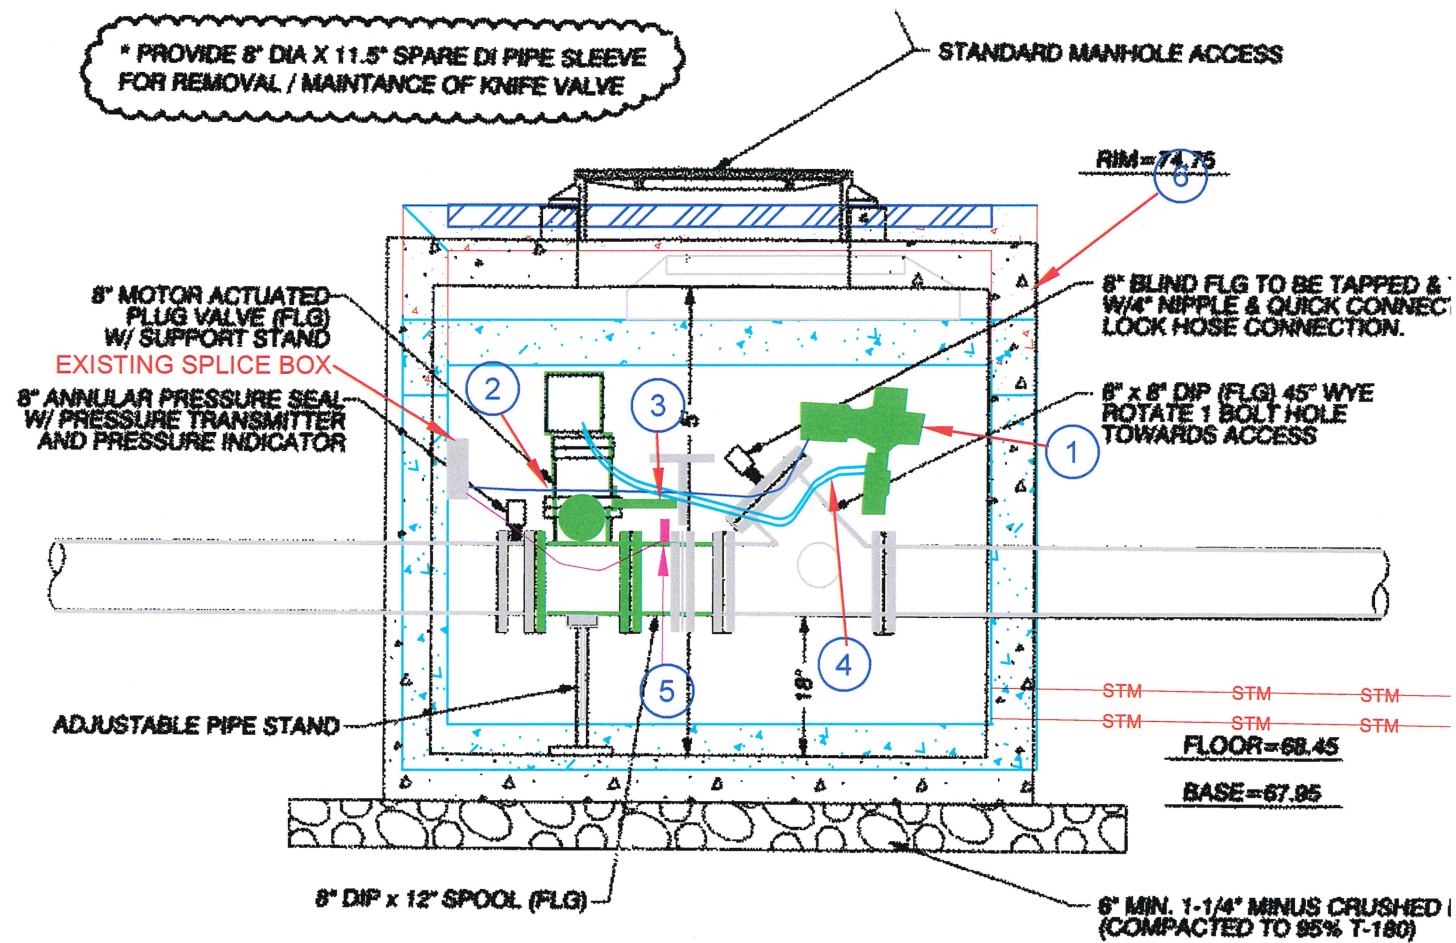 * PROVIDE 8" DIA X 11.5" SPARE DI PIPE SLEEVE
FOR REMOVAL / MAINTANCE OF KNIFE VALVE
STANDARD MANHOLE ACCESS
RIM=74.75
6
8" MOTOR ACTUATED
PLUG VALVE (FLG)
W/ SUPPORT STAND
EXISTING SPLICE BOX
8" ANNULAR PRESSURE SEAL
W/ PRESSURE TRANSMITTER
AND PRESSURE INDICATOR
8" BLIND FLG TO BE TAPPED &
W/4" NIPPLE & QUICK CONNECT
LOCK HOSE CONNECTION.
8" x 8" DIP (FLG) 45° WYE
ROTATE 1 BOLT HOLE
TOWARDS ACCESS
2
3
1
5'
4
5
18"
STM STM STM
STM STM STM
ADJUSTABLE PIPE STAND
FLOOR=68.45
BASE=67.95
8" DIP x 12" SPOOL (FLG)
6" MIN. 1-1/4" MINUS CRUSHED
(COMPACTED TO 95% T-180)